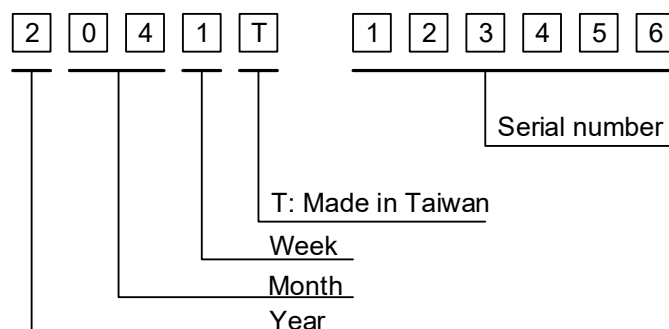 2 0 4 1 T 1 2 3 4 5 6
Serial number
T: Made in Taiwan
Week
Month
Year